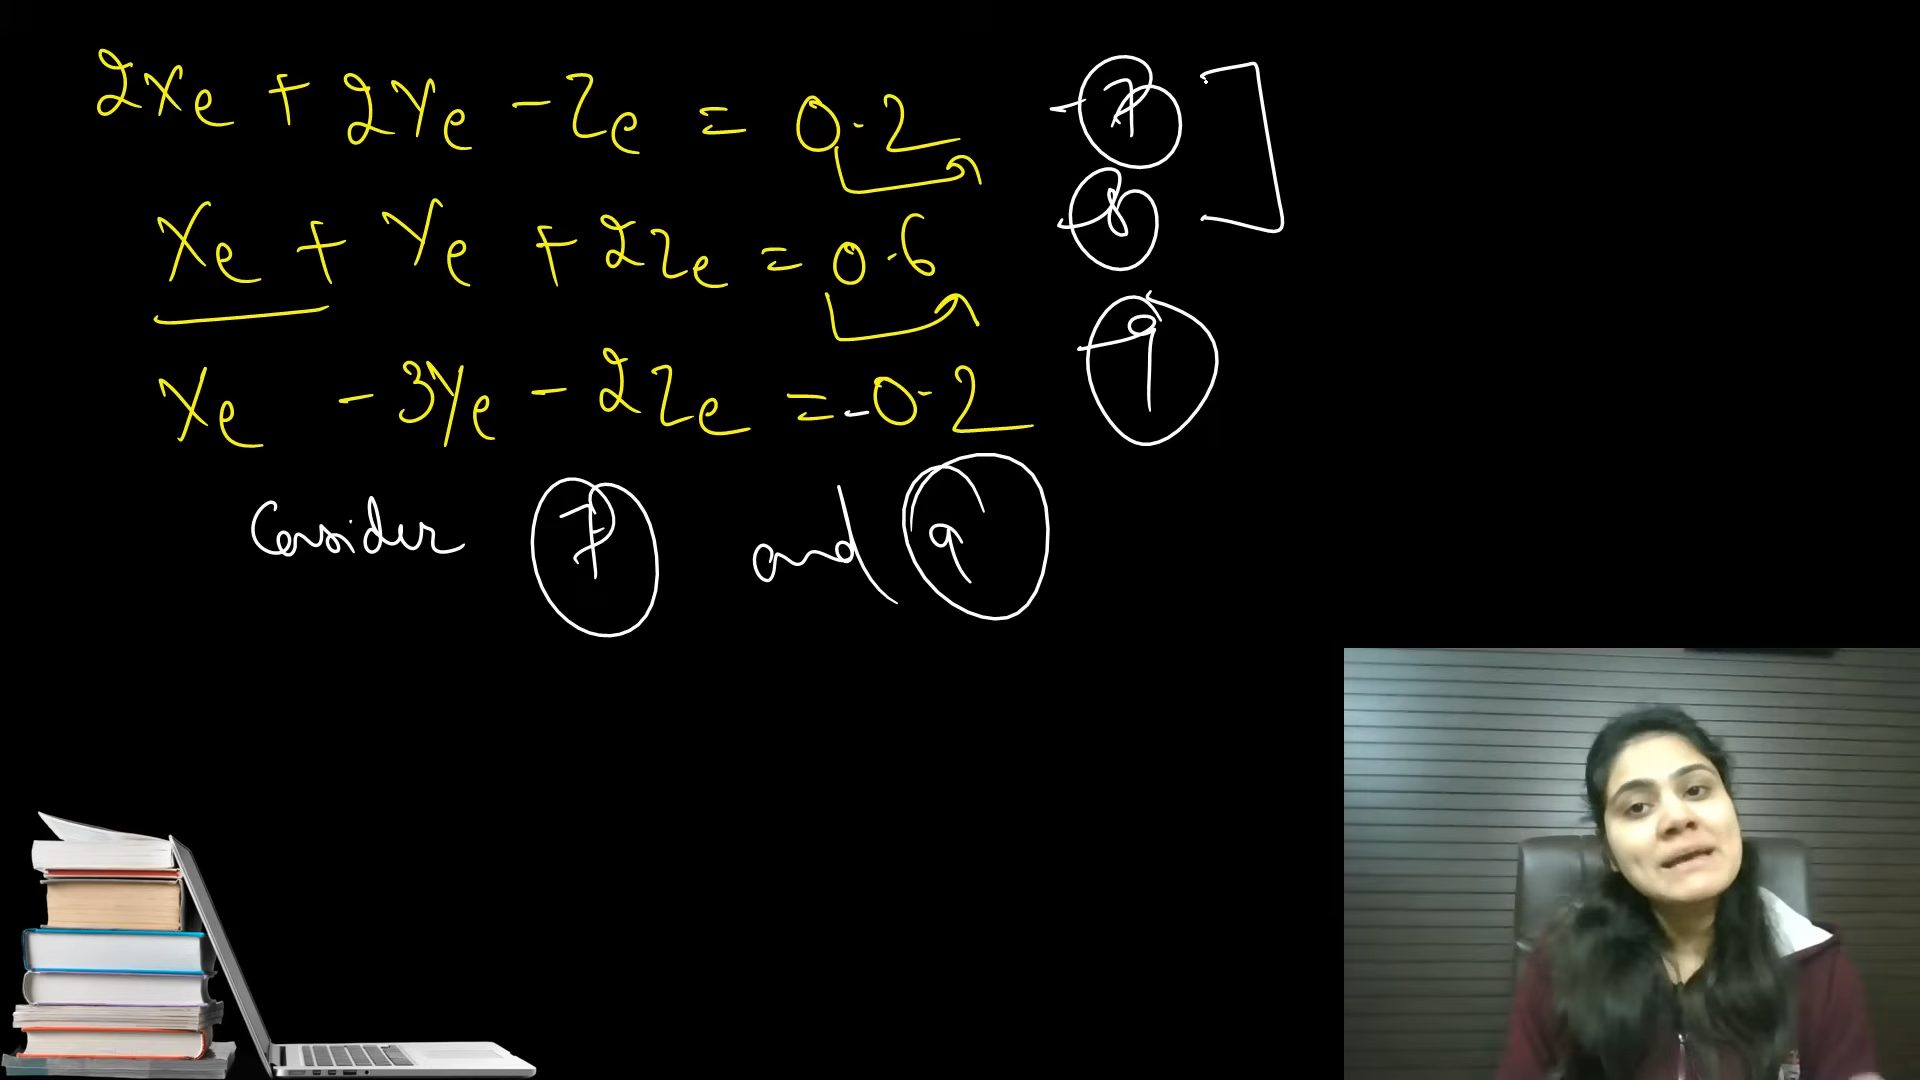 2Xe + 2Ye - Ze = 0.2 - 7
Xe + Ye + 2Ze = 0.6 - 8
Xe - 3Ye - 2Ze = -0.2 - 9
Consider 7 and 9